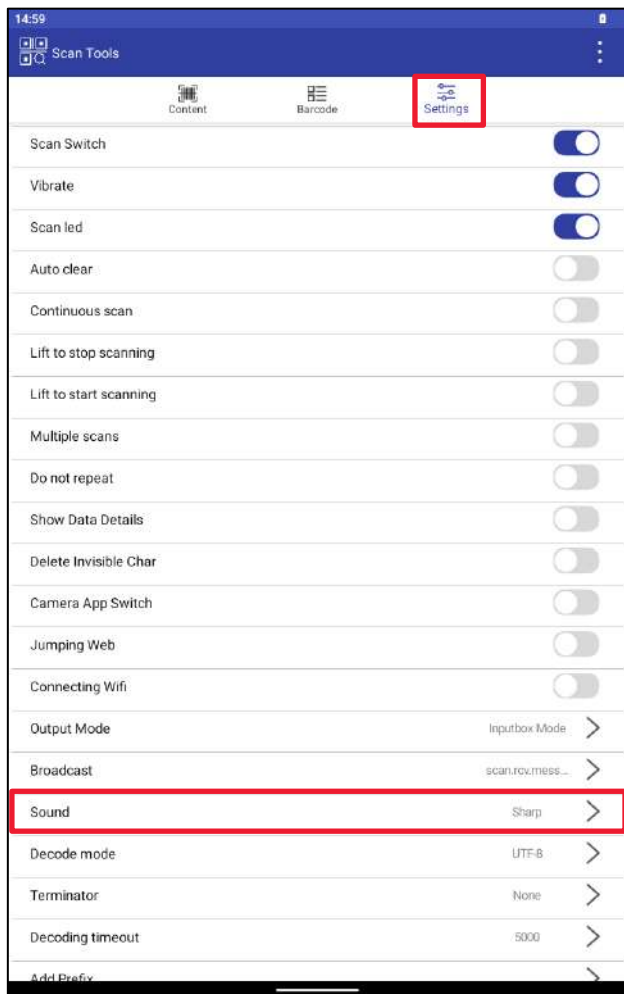 14:59
Scan Tools
Content Barcode Settings
Scan Switch
Vibrate
Scan led
Auto clear
Continuous scan
Lift to stop scanning
Lift to start scanning
Multiple scans
Do not repeat
Show Data Details
Delete Invisible Char
Camera App Switch
Jumping Web
Connecting Wifi
Output Mode Inputbox Mode
Broadcast scan.rcv.mess...
Sound Sharp
Decode mode UTF-8
Terminator None
Decoding timeout 5000
Add Prefix